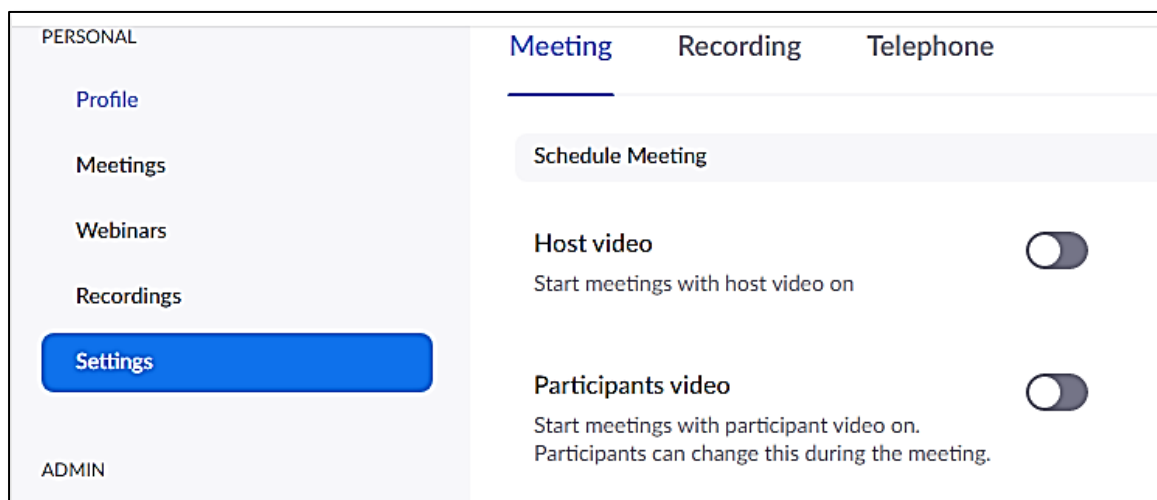 PERSONAL
Profile
Meetings
Webinars
Recordings
Settings
ADMIN
Meeting Recording Telephone
Schedule Meeting
Host video
Start meetings with host video on
Participants video
Start meetings with participant video on.
Participants can change this during the meeting.